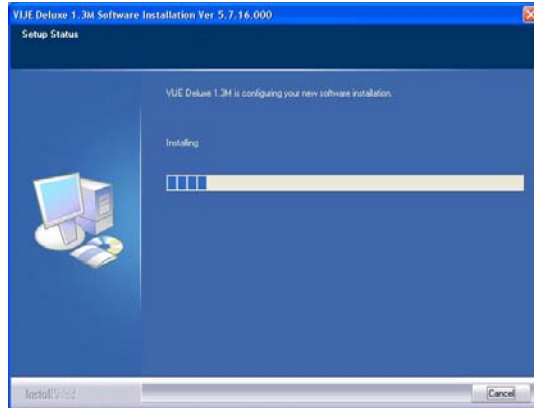 VIJE Deluxe 1.3M Software Installation Ver 5.7.16.000
Setup Status
VIJE Deluxe 1.3M is configuring your new software installation.
Installing
InstallShield
Cancel